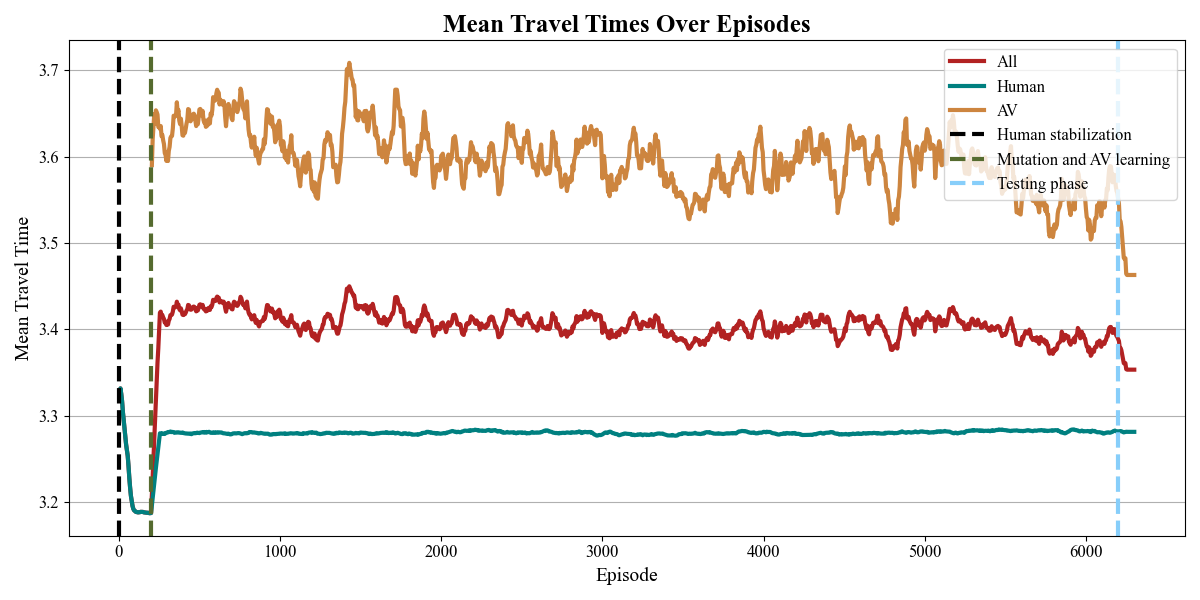 Mean Travel Times Over Episodes
Mean Travel Time
3.7
3.6
3.5
3.4
3.3
3.2
All
Human
AV
Human stabilization
Mutation and AV learning
Testing phase
0 1000 2000 3000 4000 5000 6000
Episode